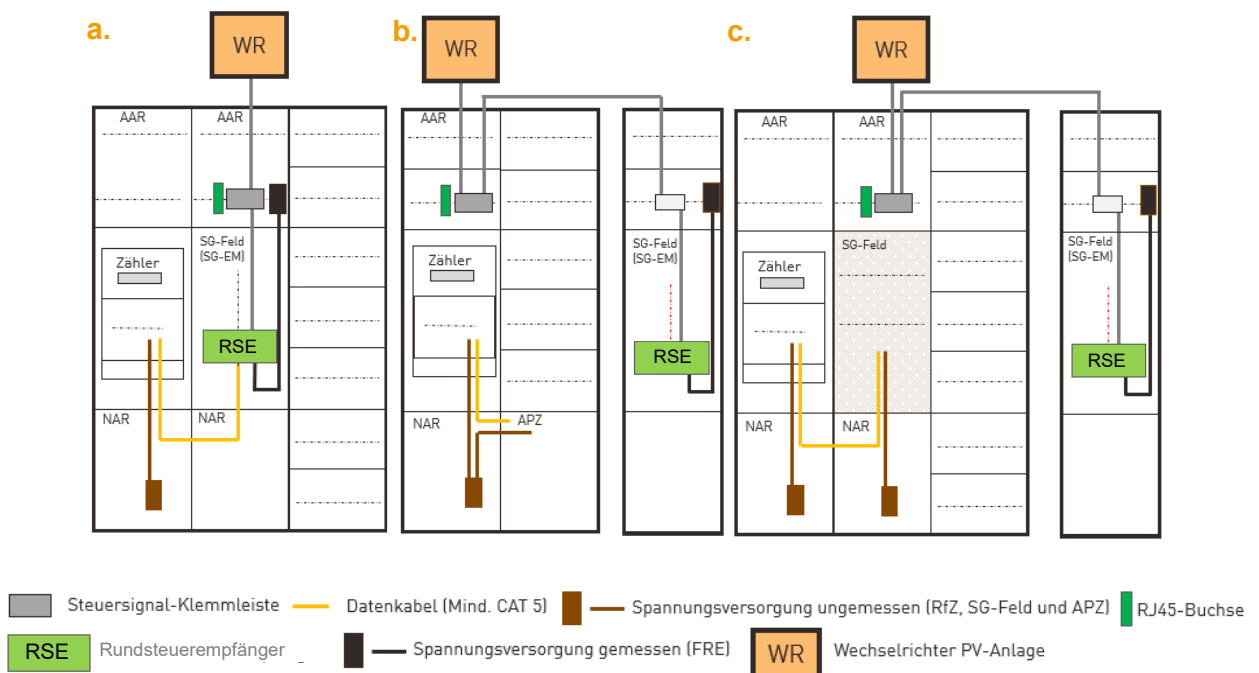 a.
WR
b.
WR
c.
WR
AAR
AAR
AAR
AAR
AAR
Zähler
SG-Feld
(SG-EM)
RSE
NAR
NAR
Zähler
NAR
APZ
SG-Feld
(SG-EM)
RSE
Zähler
SG-Feld
NAR
NAR
SG-Feld
(SG-EM)
RSE
Steuersignal-Klemmleiste
Datenkabel (Mind. CAT 5)
Spannungsversorgung ungemessen (RfZ, SG-Feld und APZ)
RJ45-Buchse
RSE
Rundsteuerempfänger
Spannungsversorgung gemessen (FRE)
WR
Wechselrichter PV-Anlage